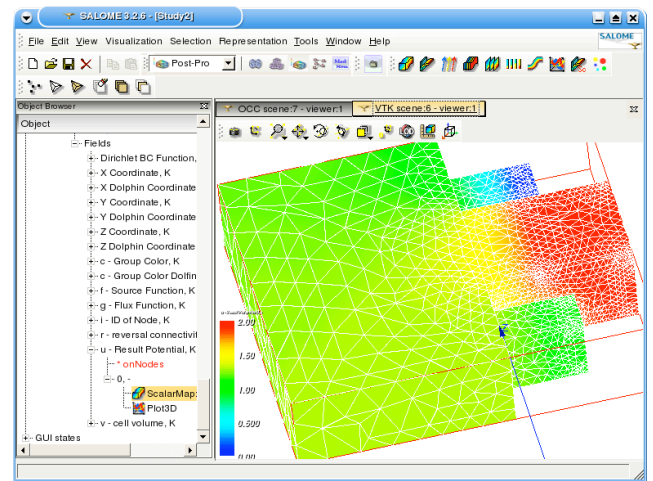 SALOME 3.2.6 - [Study2]
File Edit View Visualization Selection Representation Tools Window Help
SALOME
Post-Pro
Object Browser
Object
Fields
Dirichlet BC Function,
X Coordinate, K
X Dolphin Coordinate
Y Coordinate, K
Y Dolphin Coordinate
Z Coordinate, K
Z Dolphin Coordinate
c - Group Color, K
c - Group Color Dolfin
f - Source Function, K
g - Flux Function, K
i - ID of Node, K
r - reversal connectivit
u - Result Potential, K
* onNodes
0, -
ScalarMap:
Plot3D
v - cell volume, K
GUI states
OCC scene:7 - viewer:1
VTK scene:6 - viewer:1
2.00
1.50
1.00
0.500
0.00
Z